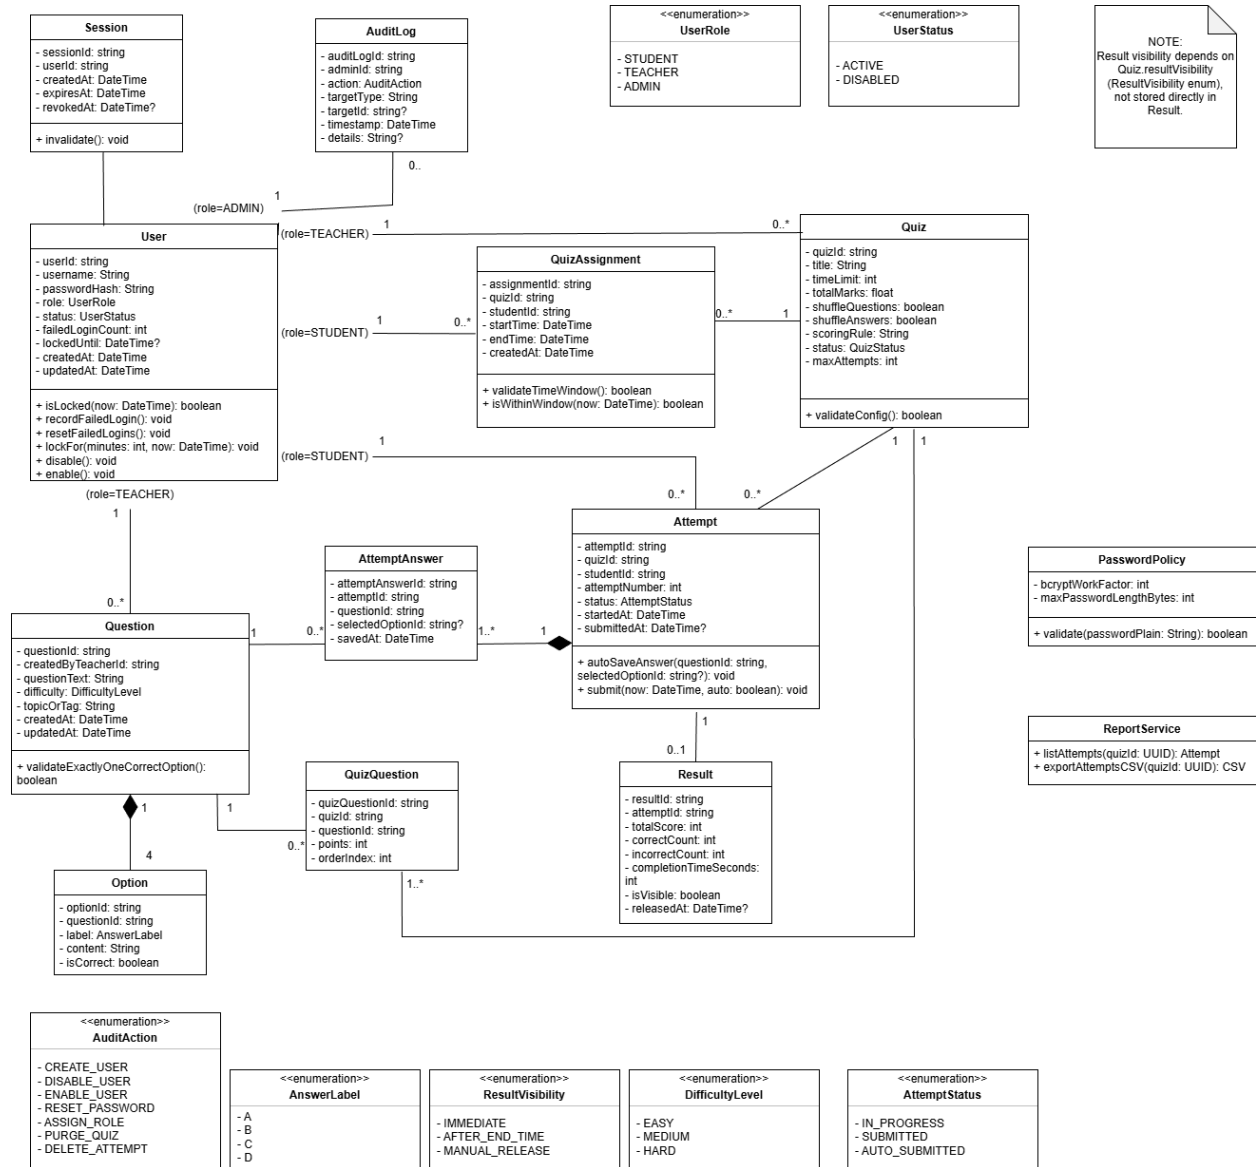 Session
- sessionId: string
- userId: string
- createdAt: DateTime
- expiresAt: DateTime
- revokedAt: DateTime?
+ invalidate(): void
AuditLog
- auditLogId: string
- adminId: string
- action: AuditAction
- targetType: String
- targetId: string?
- timestamp: DateTime
- details: String?
<<enumeration>>
UserRole
- STUDENT
- TEACHER
- ADMIN
<<enumeration>>
UserStatus
- ACTIVE
- DISABLED
NOTE:
Result visibility depends on
Quiz.resultVisibility
(ResultVisibility enum),
not stored directly in
Result.
0..
1
(role=ADMIN)
User
- userId: string
- username: String
- passwordHash: String
- role: UserRole
- status: UserStatus
- failedLoginCount: int
- lockedUntil: DateTime?
- createdAt: DateTime
- updatedAt: DateTime
+ isLocked(now: DateTime): boolean
+ recordFailedLogin(): void
+ resetFailedLogins(): void
+ lockFor(minutes: int, now: DateTime): void
+ disable(): void
+ enable(): void
(role=TEACHER)
1
0..*
QuizAssignment
- assignmentId: string
- quizId: string
- studentId: string
- startTime: DateTime
- endTime: DateTime
- createdAt: DateTime
+ validateTimeWindow(): boolean
+ isWithinWindow(now: DateTime): boolean
Quiz
- quizId: string
- title: String
- timeLimit: int
- totalMarks: float
- shuffleQuestions: boolean
- shuffleAnswers: boolean
- scoringRule: String
- status: QuizStatus
- maxAttempts: int
+ validateConfig(): boolean
(role=STUDENT)
1
0..*
0..*
1
(role=STUDENT)
1
0..*
1
1
0..*
(role=TEACHER)
1
0..*
AttemptAnswer
- attemptAnswerId: string
- attemptId: string
- questionId: string
- selectedOptionId: string?
- savedAt: DateTime
Attempt
- attemptId: string
- quizId: string
- studentId: string
- attemptNumber: int
- status: AttemptStatus
- startedAt: DateTime
- submittedAt: DateTime?
+ autoSaveAnswer(questionId: string,
selectedOptionId: string?): void
+ submit(now: DateTime, auto: boolean): void
PasswordPolicy
- bcryptWorkFactor: int
- maxPasswordLengthBytes: int
+ validate(passwordPlain: String): boolean
Question
- questionId: string
- createdByTeacherId: string
- questionText: String
- difficulty: DifficultyLevel
- topicOrTag: String
- createdAt: DateTime
- updatedAt: DateTime
+ validateExactlyOneCorrectOption():
boolean
1
0..*
1..*
1
1
0..1
ReportService
+ listAttempts(quizId: UUID): Attempt
+ exportAttemptsCSV(quizId: UUID): CSV
QuizQuestion
- quizQuestionId: string
- quizId: string
- questionId: string
- points: int
- orderIndex: int
Result
- resultId: string
- attemptId: string
- totalScore: int
- correctCount: int
- incorrectCount: int
- completionTimeSeconds:
int
- isVisible: boolean
- releasedAt: DateTime?
1
1
0..*
4
1..*
Option
- optionId: string
- questionId: string
- label: AnswerLabel
- content: String
- isCorrect: boolean
<<enumeration>>
AuditAction
- CREATE_USER
- DISABLE_USER
- ENABLE_USER
- RESET_PASSWORD
- ASSIGN_ROLE
- PURGE_QUIZ
- DELETE_ATTEMPT
<<enumeration>>
AnswerLabel
- A
- B
- C
- D
<<enumeration>>
ResultVisibility
- IMMEDIATE
- AFTER_END_TIME
- MANUAL_RELEASE
<<enumeration>>
DifficultyLevel
- EASY
- MEDIUM
- HARD
<<enumeration>>
AttemptStatus
- IN_PROGRESS
- SUBMITTED
- AUTO_SUBMITTED